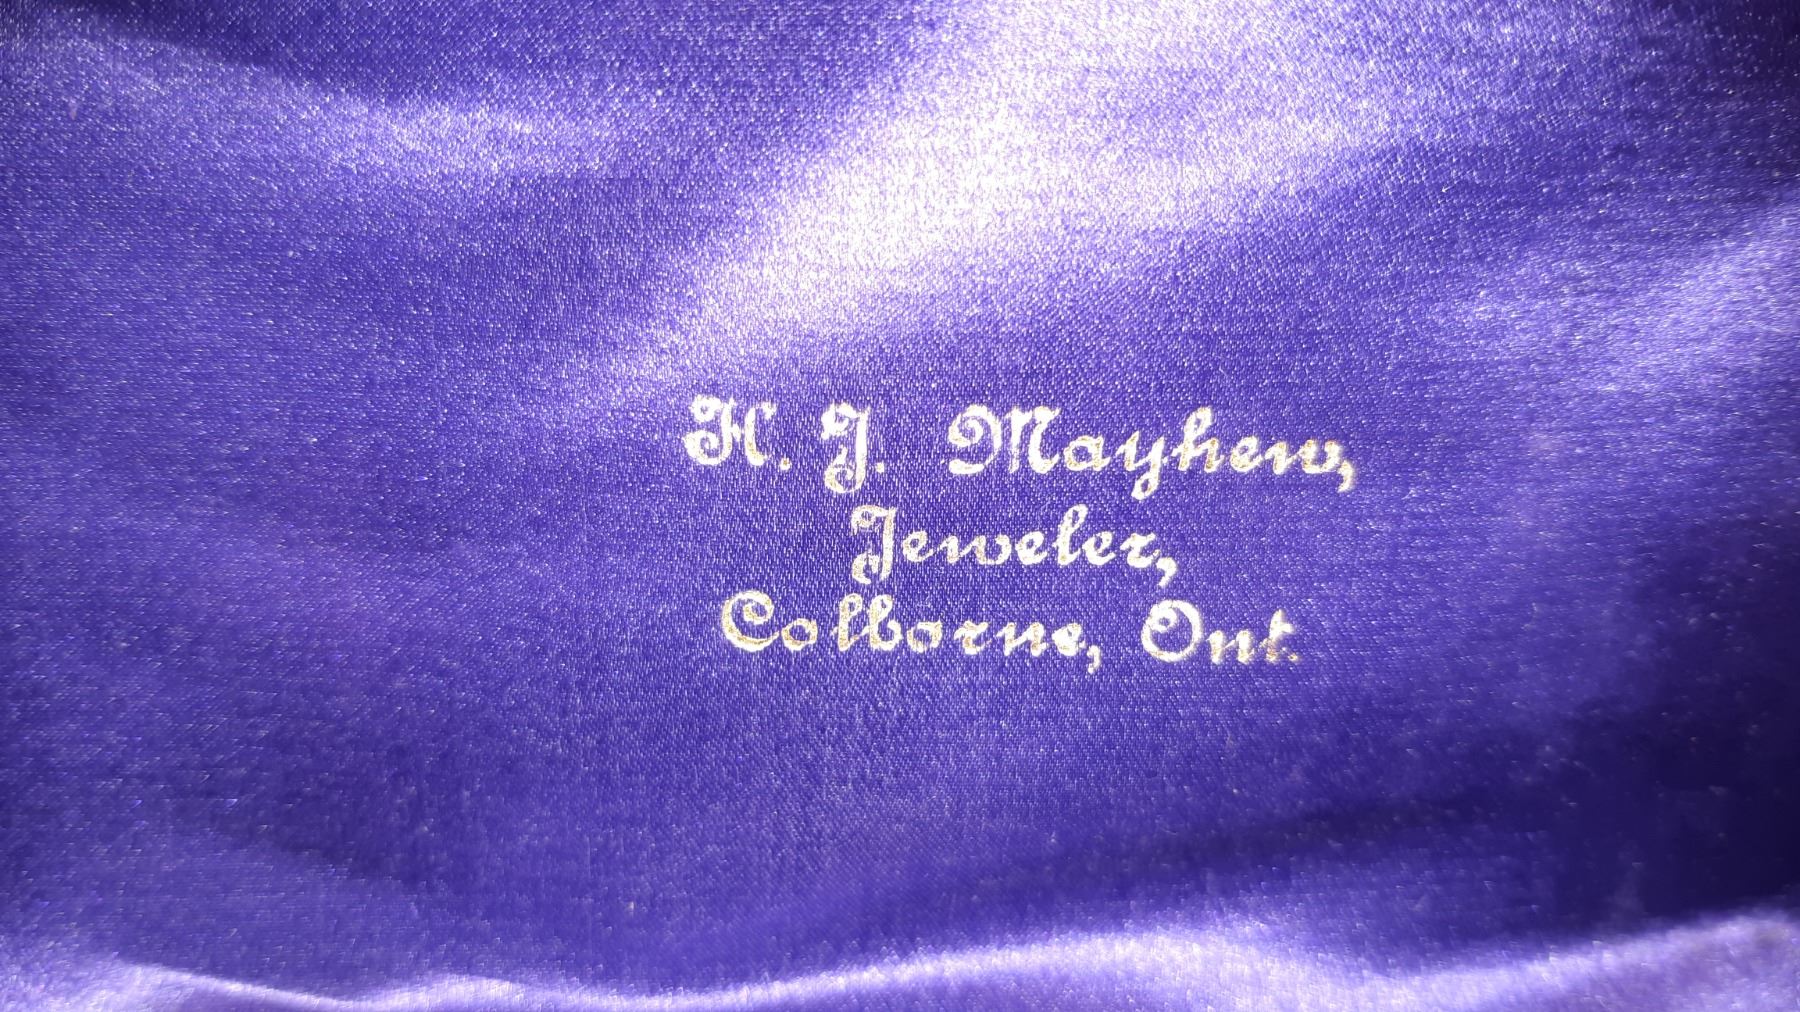 H. J. Mayhew,
Jeweler,
Colborne, Ont.